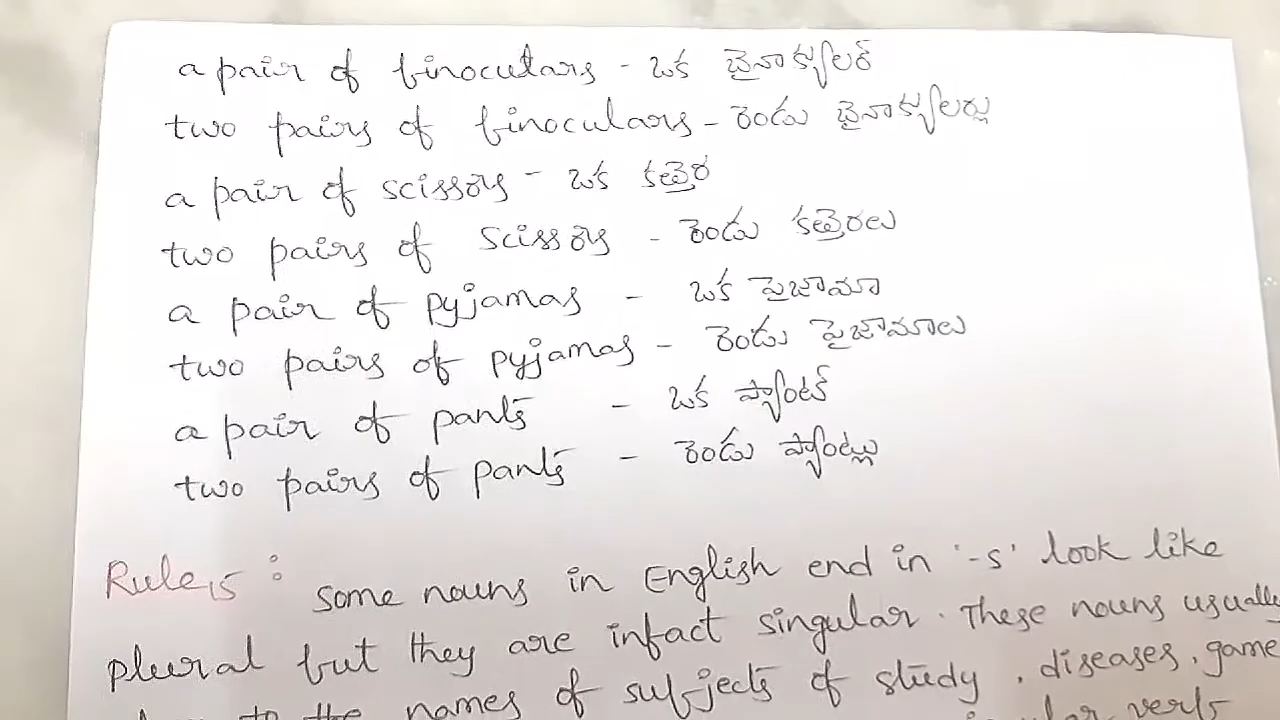 a pair of binoculars - ఒక బైనాక్యులర్
two pairs of binoculars - రెండు బైనాక్యులర్లు
a pair of scissors - ఒక కత్తెర
two pairs of scissors - రెండు కత్తెరలు
a pair of pyjamas - ఒక పైజామా
two pairs of pyjamas - రెండు పైజామాలు
a pair of pants - ఒక ప్యాంట్
two pairs of pants - రెండు ప్యాంట్లు
Rule 15 : some nouns in English end in '-s' look like
plural but they are infact singular. These nouns usually
to the names of subjects of study, diseases, game
verbs